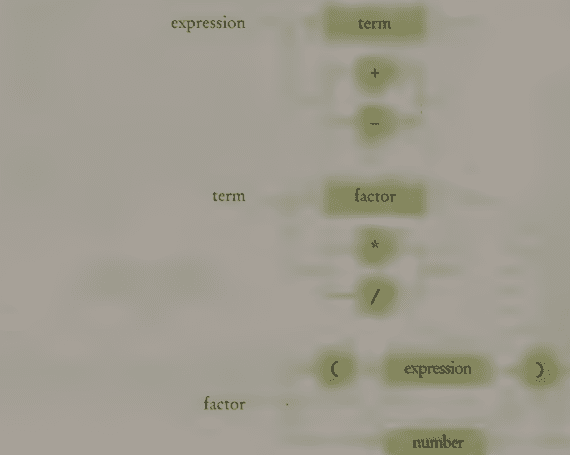 expression term
+
-
term factor
*
/
( expression )
factor
number